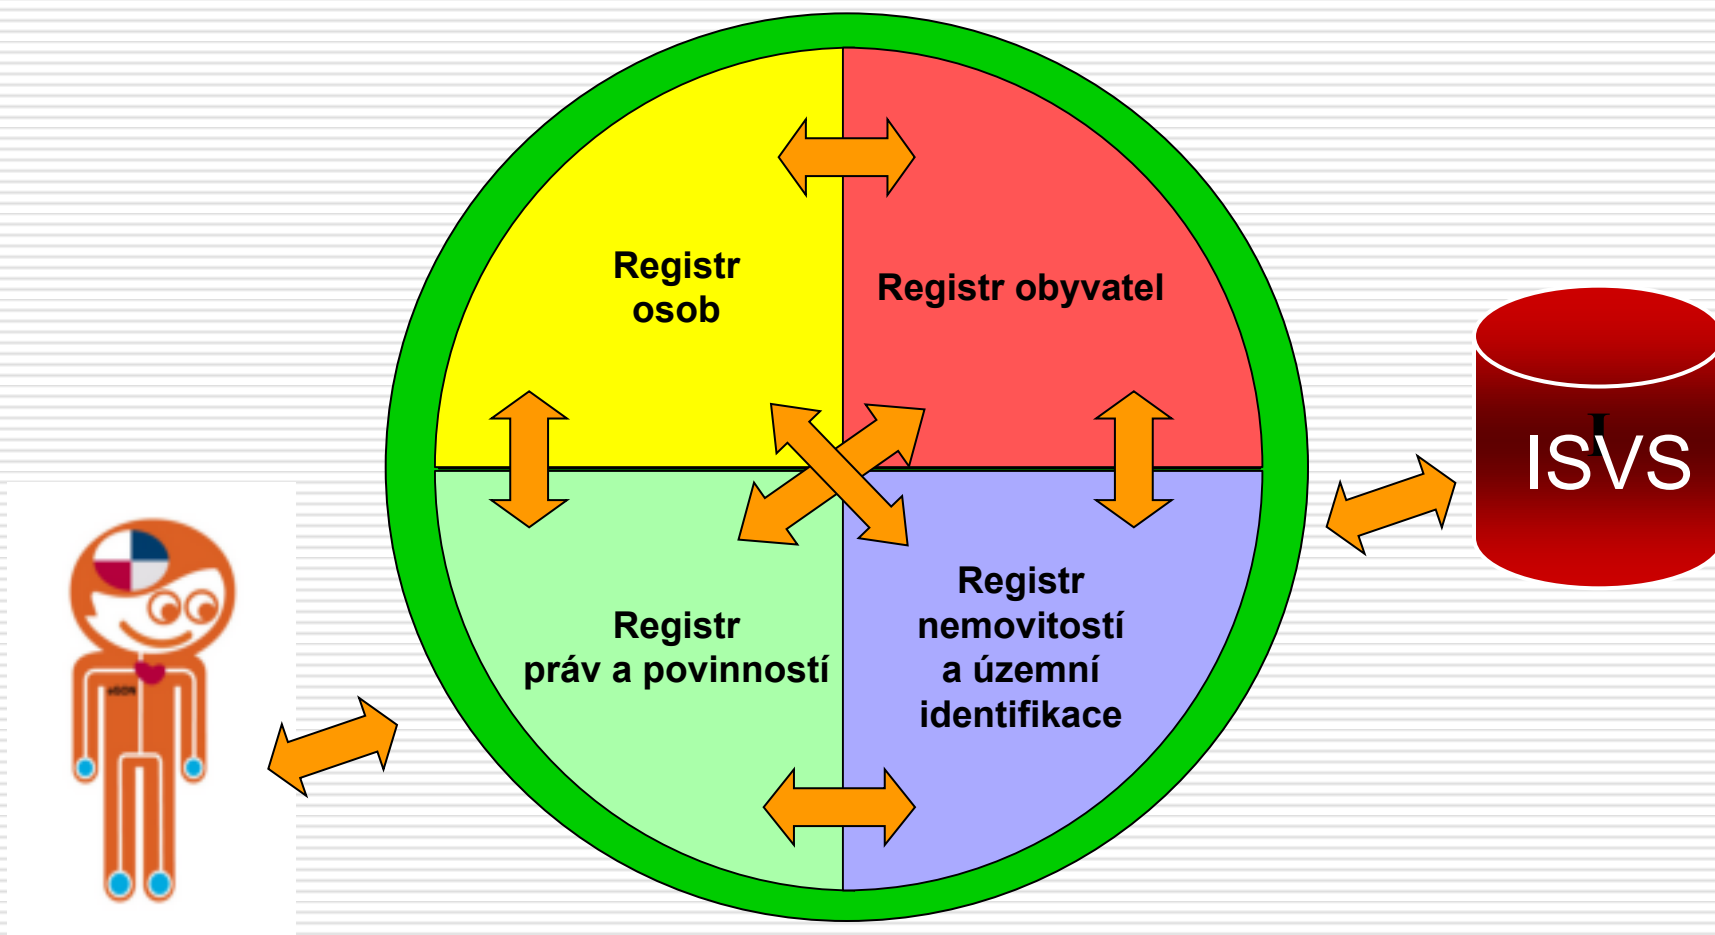 Registr
osob
Registr obyvatel
I
ISVS
Registr
práv a povinností
Registr
nemovitostí
a územní
identifikace